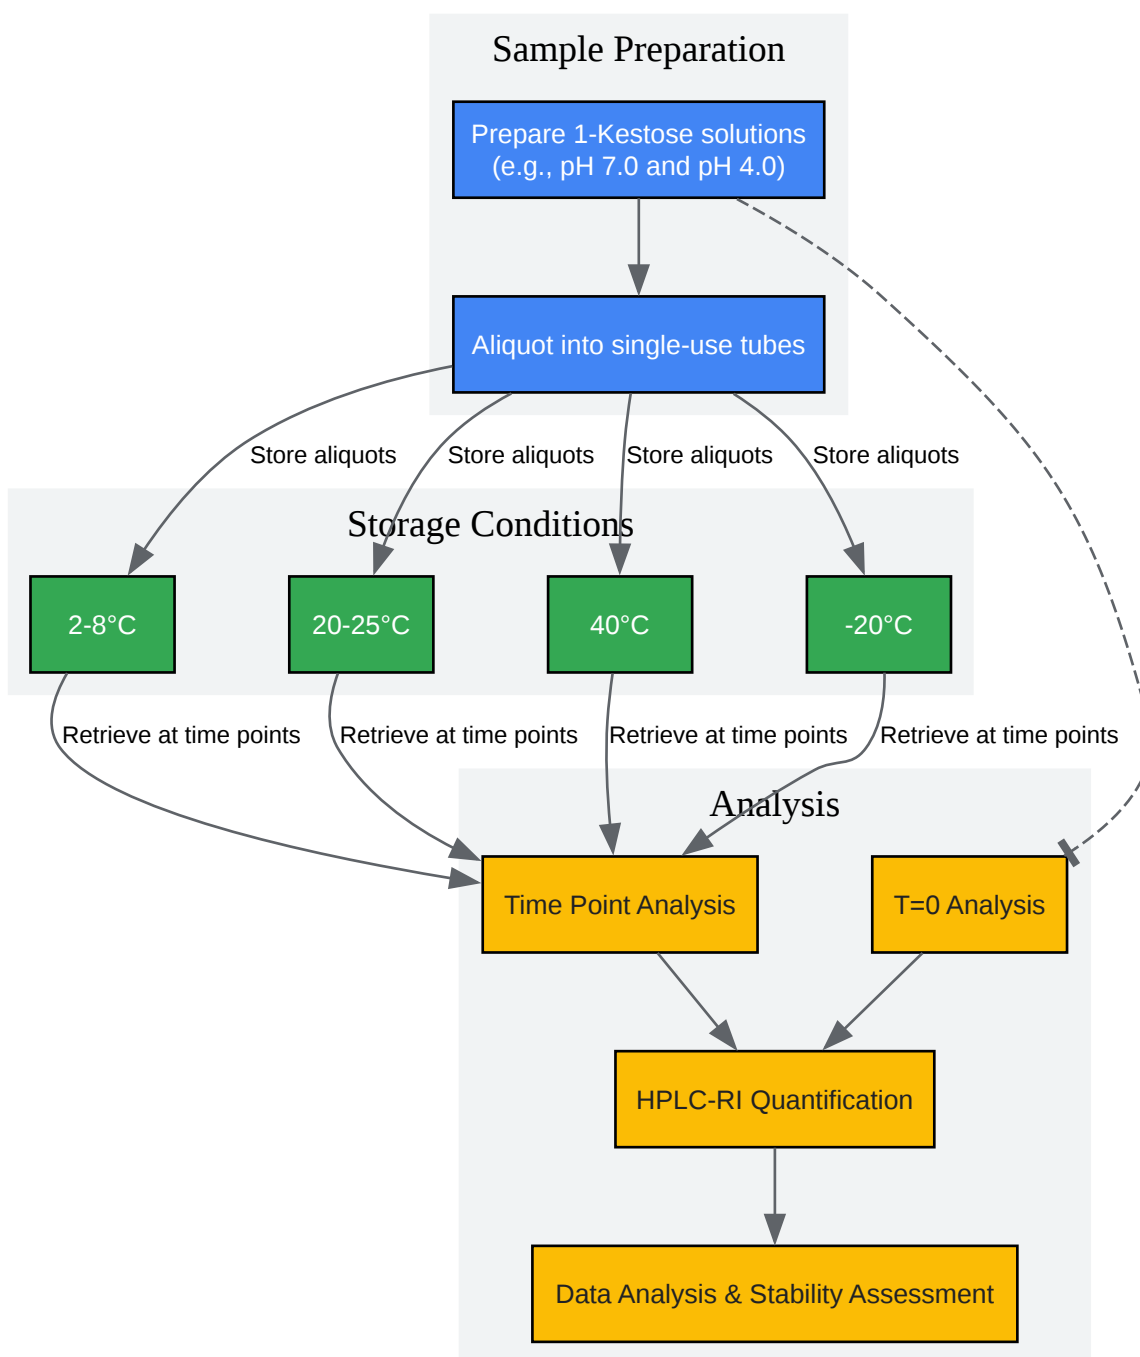 Sample Preparation
Prepare 1-Kestose solutions
(e.g., pH 7.0 and pH 4.0)
Aliquot into single-use tubes
Store aliquots
Store aliquots
Store aliquots
Store aliquots
Storage Conditions
2-8°C
20-25°C
40°C
-20°C
Retrieve at time points
Retrieve at time points
Retrieve at time points
Retrieve at time points
Analysis
Time Point Analysis
T=0 Analysis
HPLC-RI Quantification
Data Analysis & Stability Assessment